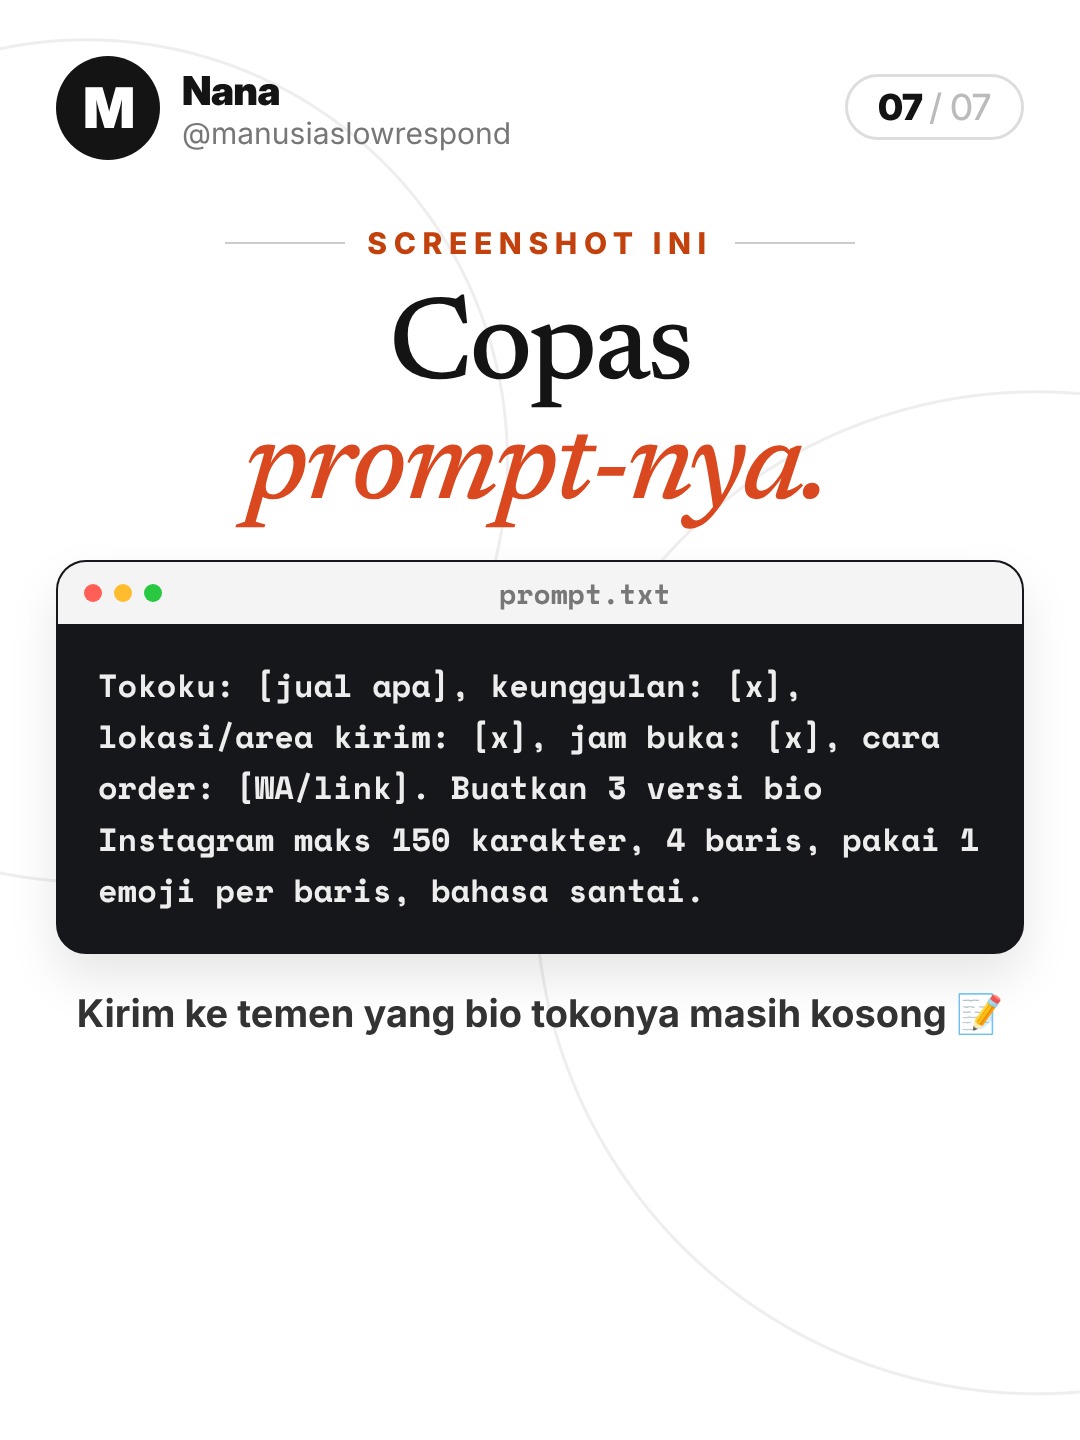 M
Nana
@manusiaslowrespond
07 / 07
SCREENSHOT INI
Copas
prompt-nya.
prompt.txt
Tokoku: [jual apa], keunggulan: [x],
lokasi/area kirim: [x], jam buka: [x], cara
order: [WA/link]. Buatkan 3 versi bio
Instagram maks 150 karakter, 4 baris, pakai 1
emoji per baris, bahasa santai.
Kirim ke temen yang bio tokonya masih kosong 📝